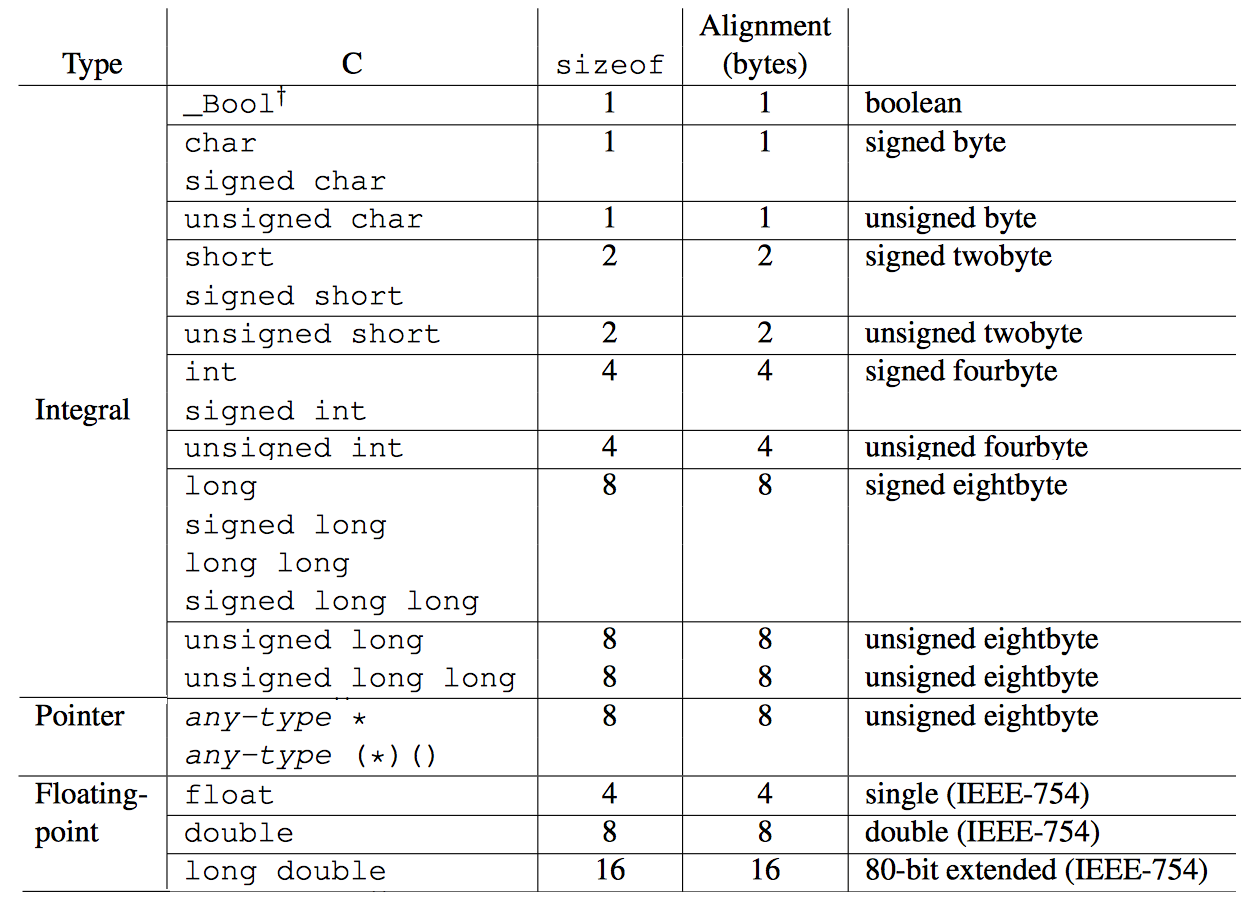 Type C sizeof Alignment (bytes)
_Bool† 1 1 boolean
char 1 1 signed byte
signed char
unsigned char 1 1 unsigned byte
short 2 2 signed twobyte
signed short
unsigned short 2 2 unsigned twobyte
int 4 4 signed fourbyte
Integral signed int
unsigned int 4 4 unsigned fourbyte
long 8 8 signed eightbyte
signed long
long long
signed long long
unsigned long 8 8 unsigned eightbyte
unsigned long long 8 8 unsigned eightbyte
Pointer any-type * 8 8 unsigned eightbyte
any-type (*)()
Floating- float 4 4 single (IEEE-754)
point double 8 8 double (IEEE-754)
long double 16 16 80-bit extended (IEEE-754)